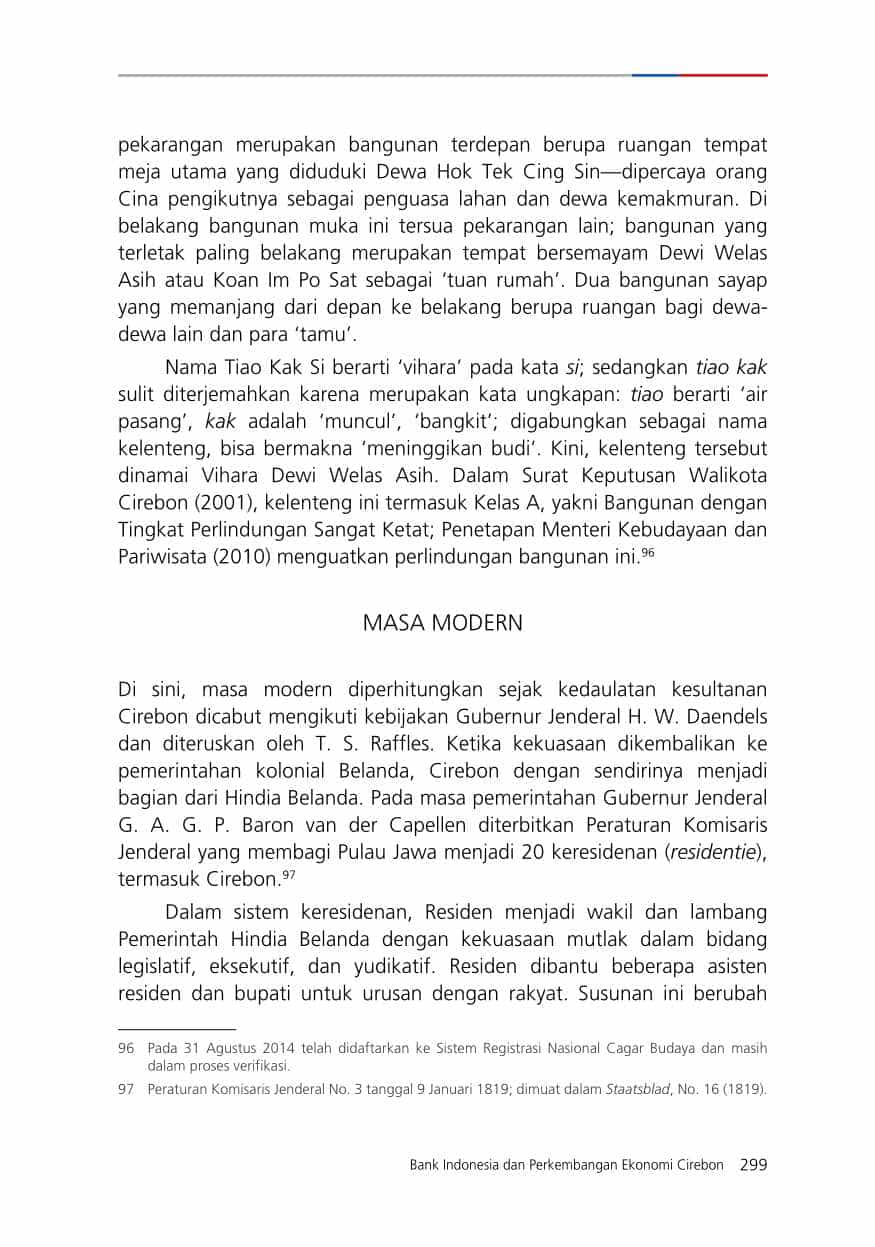 pekarangan merupakan bangunan terdepan berupa ruangan tempat
meja utama yang diduduki Dewa Hok Tek Cing Sin—dipercaya orang
Cina pengikutnya sebagai penguasa lahan dan dewa kemakmuran. Di
belakang bangunan muka ini tersua pekarangan lain; bangunan yang
terletak paling belakang merupakan tempat bersemayam Dewi Welas
Asih atau Koan Im Po Sat sebagai ‘tuan rumah’. Dua bangunan sayap
yang memanjang dari depan ke belakang berupa ruangan bagi dewa-
dewa lain dan para ‘tamu’.
Nama Tiao Kak Si berarti ‘vihara’ pada kata si; sedangkan tiao kak
sulit diterjemahkan karena merupakan kata ungkapan: tiao berarti ‘air
pasang’, kak adalah ‘muncul’, ‘bangkit’; digabungkan sebagai nama
kelenteng, bisa bermakna ‘meninggikan budi’. Kini, kelenteng tersebut
dinamai Vihara Dewi Welas Asih. Dalam Surat Keputusan Walikota
Cirebon (2001), kelenteng ini termasuk Kelas A, yakni Bangunan dengan
Tingkat Perlindungan Sangat Ketat; Penetapan Menteri Kebudayaan dan
Pariwisata (2010) menguatkan perlindungan bangunan ini.96
MASA MODERN
Di sini, masa modern diperhitungkan sejak kedaulatan kesultanan
Cirebon dicabut mengikuti kebijakan Gubernur Jenderal H. W. Daendels
dan diteruskan oleh T. S. Raffles. Ketika kekuasaan dikembalikan ke
pemerintahan kolonial Belanda, Cirebon dengan sendirinya menjadi
bagian dari Hindia Belanda. Pada masa pemerintahan Gubernur Jenderal
G. A. G. P. Baron van der Capellen diterbitkan Peraturan Komisaris
Jenderal yang membagi Pulau Jawa menjadi 20 keresidenan (residentie),
termasuk Cirebon.97
Dalam sistem keresidenan, Residen menjadi wakil dan lambang
Pemerintah Hindia Belanda dengan kekuasaan mutlak dalam bidang
legislatif, eksekutif, dan yudikatif. Residen dibantu beberapa asisten
residen dan bupati untuk urusan dengan rakyat. Susunan ini berubah
96 Pada 31 Agustus 2014 telah didaftarkan ke Sistem Registrasi Nasional Cagar Budaya dan masih
dalam proses verifikasi.
97 Peraturan Komisaris Jenderal No. 3 tanggal 9 Januari 1819; dimuat dalam Staatsblad, No. 16 (1819).
Bank Indonesia dan Perkembangan Ekonomi Cirebon 299